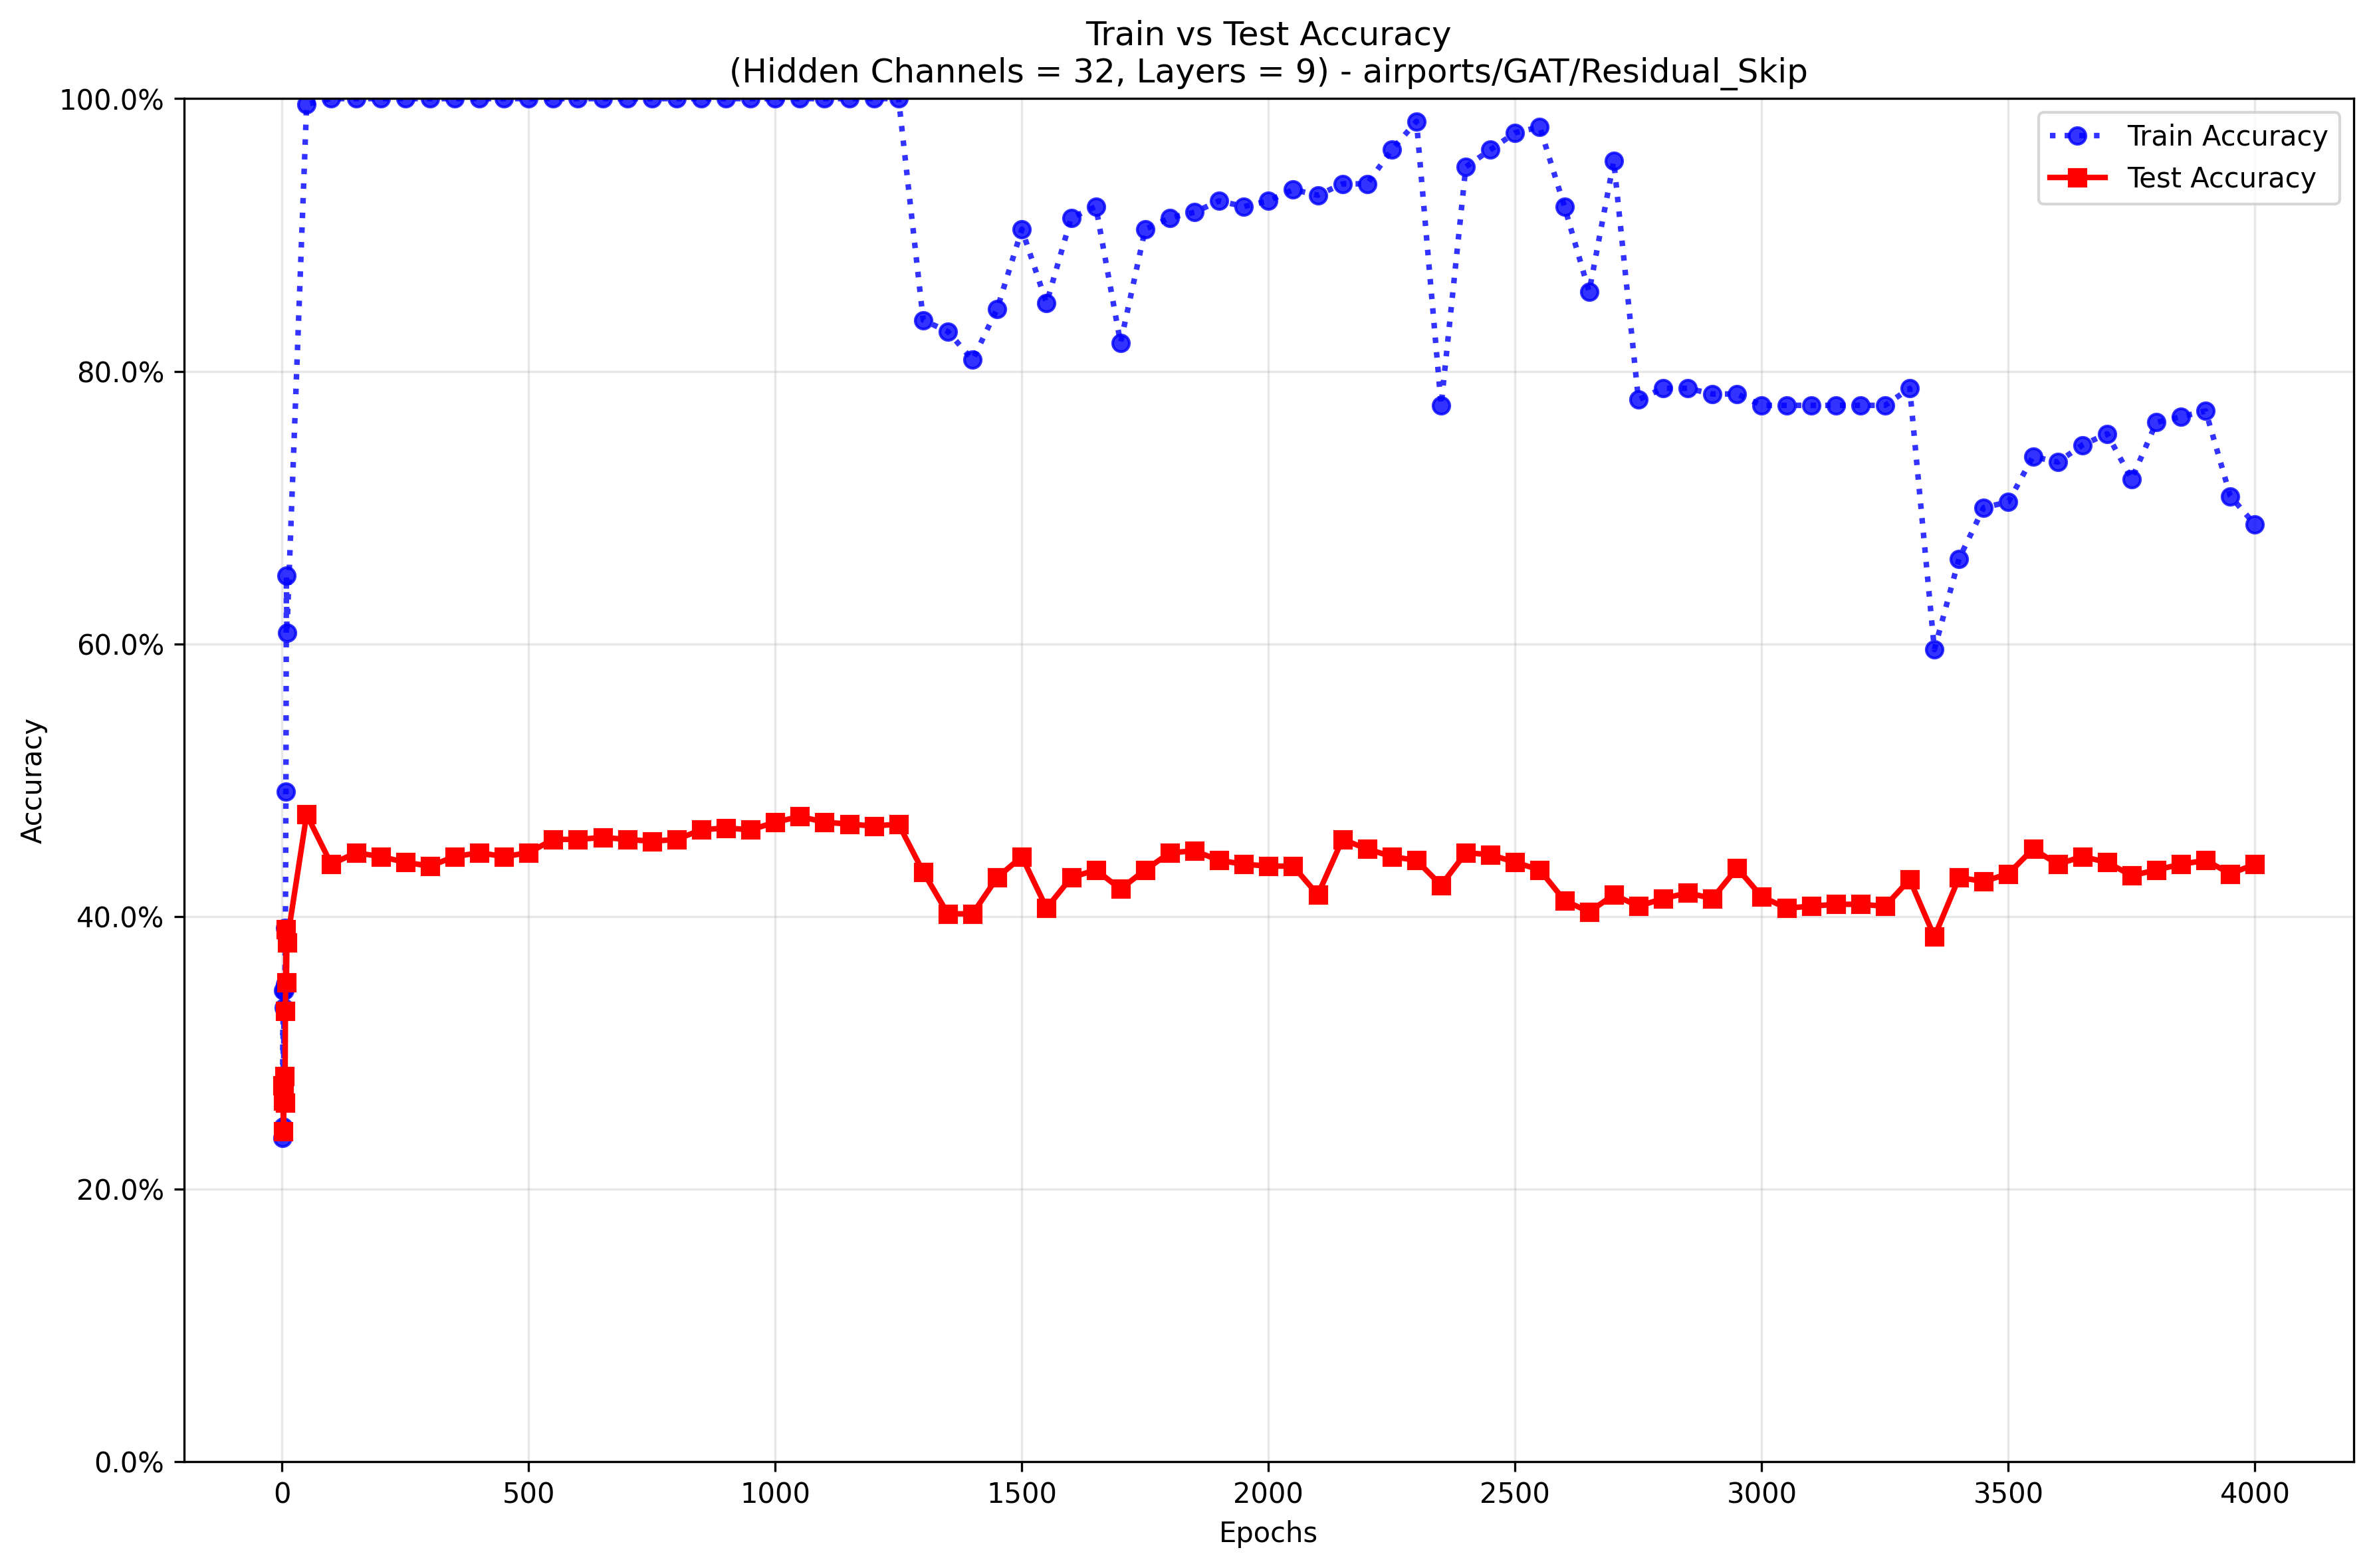 Train vs Test Accuracy
(Hidden Channels = 32, Layers = 9) - airports/GAT/Residual_Skip
100.0%
80.0%
60.0%
40.0%
20.0%
0.0%
Accuracy
Train Accuracy
Test Accuracy
0
500
1000
1500
2000
2500
3000
3500
4000
Epochs